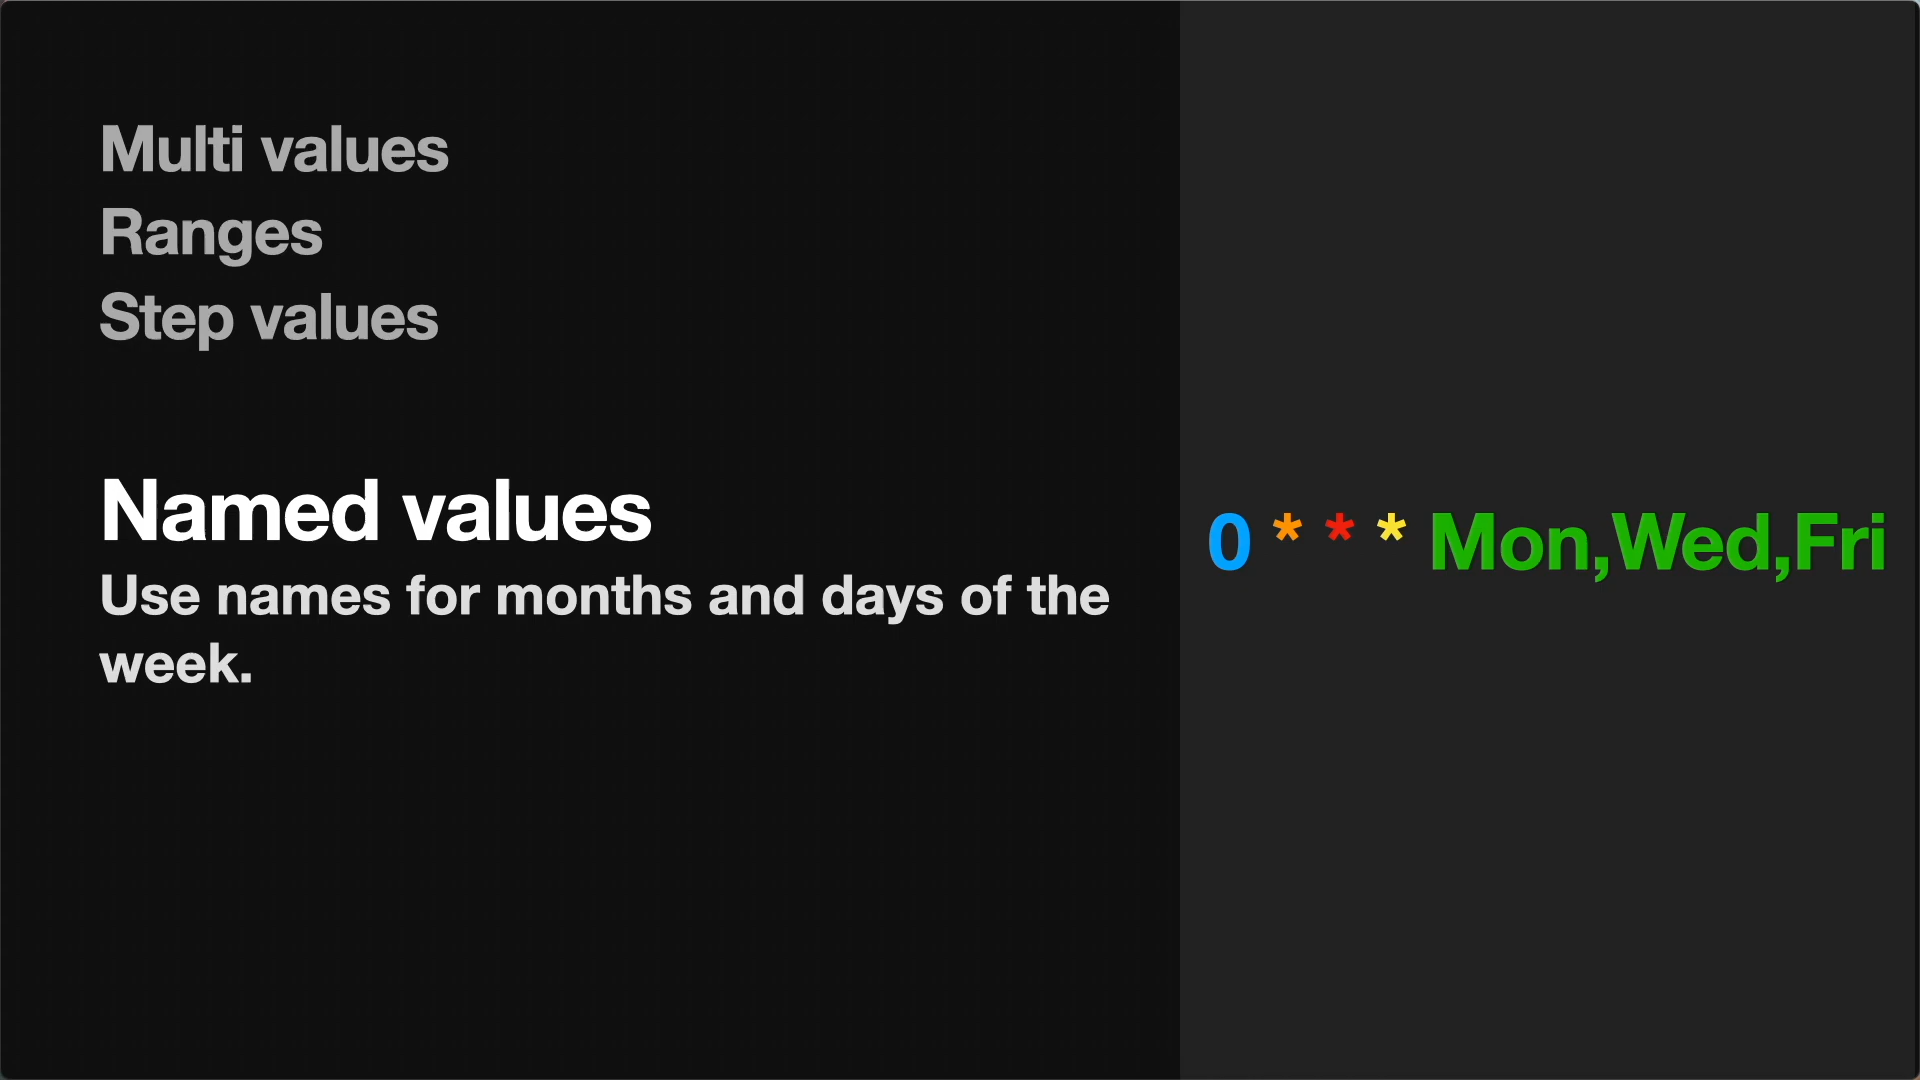 Multi values
Ranges
Step values
Named values
Use names for months and days of the
week.
0 * * * Mon,Wed,Fri